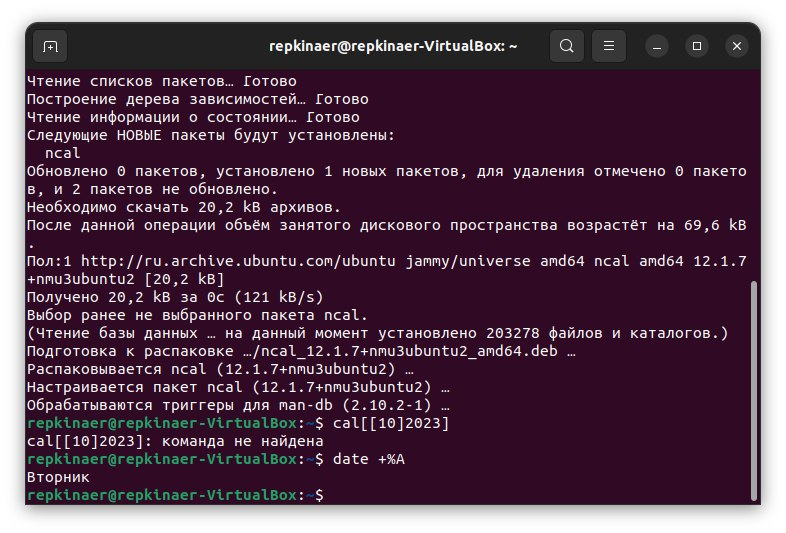 repkinaer@repkinaer-VirtualBox: ~
Чтение списков пакетов… Готово
Построение дерева зависимостей… Готово
Чтение информации о состоянии… Готово
Следующие НОВЫЕ пакеты будут установлены:
  ncal
Обновлено 0 пакетов, установлено 1 новых пакетов, для удаления отмечено 0 пакето
в, и 2 пакетов не обновлено.
Необходимо скачать 20,2 kB архивов.
После данной операции объём занятого дискового пространства возрастёт на 69,6 kB
.
Пол:1 http://ru.archive.ubuntu.com/ubuntu jammy/universe amd64 ncal amd64 12.1.7
+nmu3ubuntu2 [20,2 kB]
Получено 20,2 kB за 0с (121 kB/s)
Выбор ранее не выбранного пакета ncal.
(Чтение базы данных … на данный момент установлено 203278 файлов и каталогов.)
Подготовка к распаковке …/ncal_12.1.7+nmu3ubuntu2_amd64.deb …
Распаковывается ncal (12.1.7+nmu3ubuntu2) …
Настраивается пакет ncal (12.1.7+nmu3ubuntu2) …
Обрабатываются триггеры для man-db (2.10.2-1) …
repkinaer@repkinaer-VirtualBox:~$ cal[[10]2023]
cal[[10]2023]: команда не найдена
repkinaer@repkinaer-VirtualBox:~$ date +%A
Вторник
repkinaer@repkinaer-VirtualBox:~$